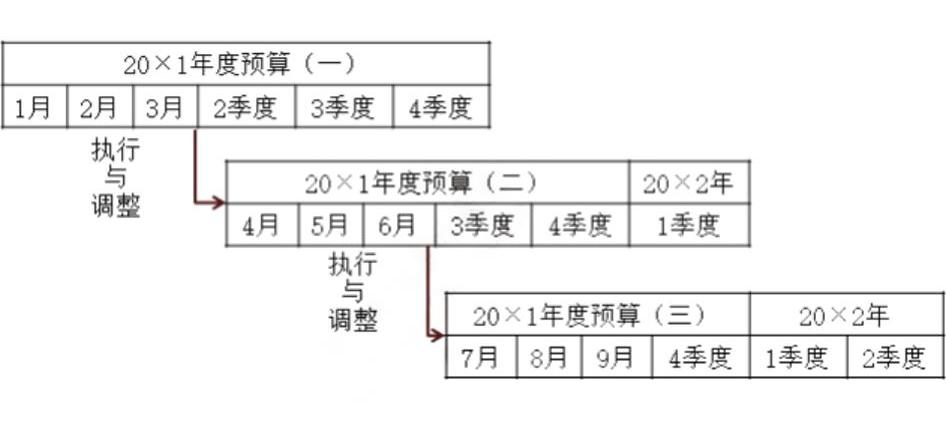 20×1年度预算（一）
1月 2月 3月 2季度 3季度 4季度
执行
与
调整
20×1年度预算（二） 20×2年
4月 5月 6月 3季度 4季度 1季度
执行
与
调整
20×1年度预算（三） 20×2年
7月 8月 9月 4季度 1季度 2季度